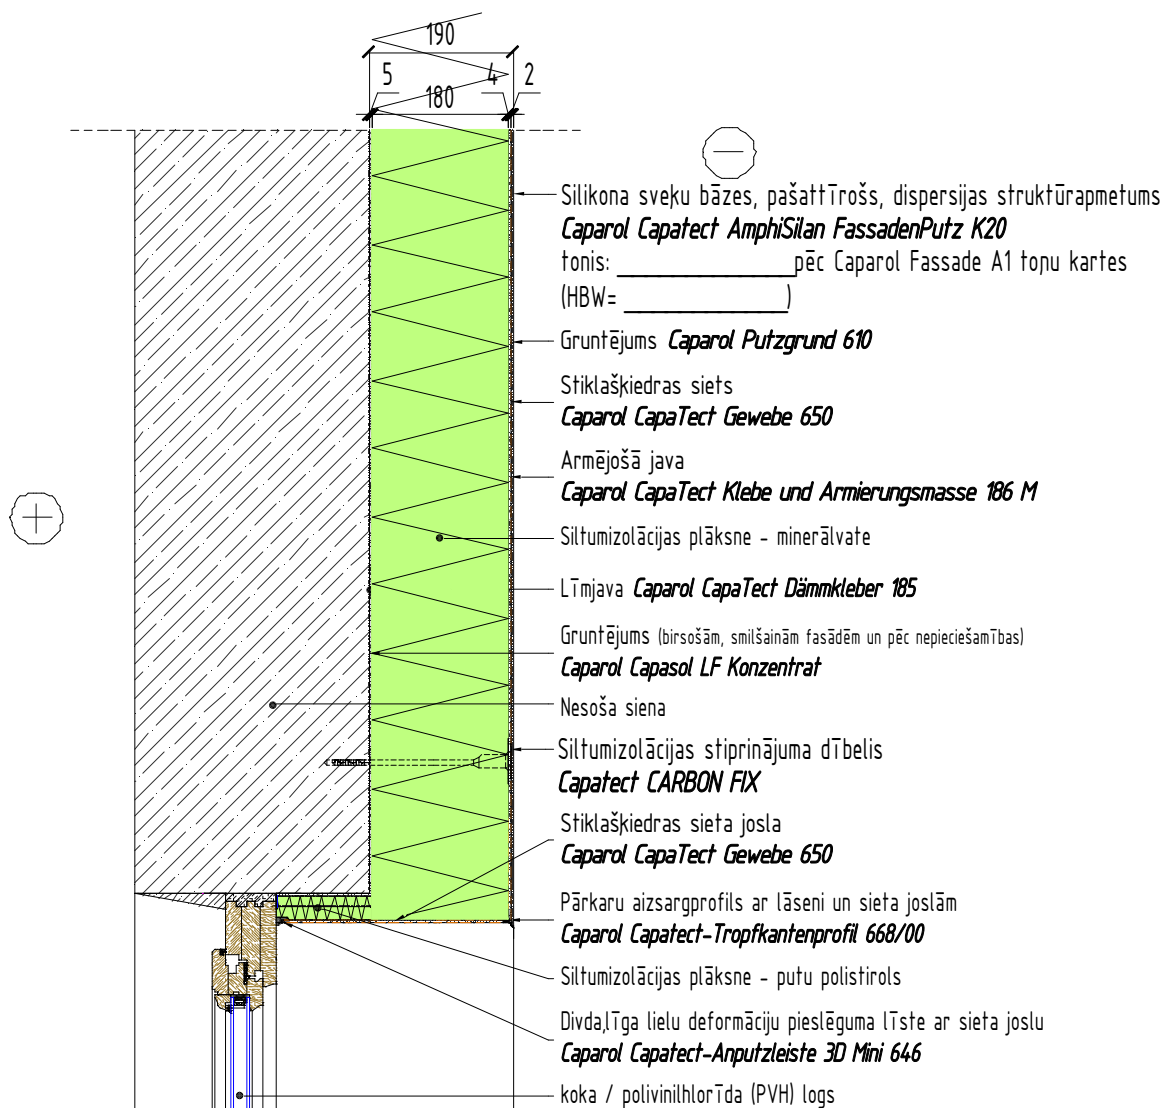 190
5
4
2
180
Silikona sveķu bāzes, pašattīrošs, dispersijas struktūrapmetums
Caparol Capatect AmphiSilan FassadenPutz K20
tonis: ________________pēc Caparol Fassade A1 toņu kartes
(HBW= ______________)
Gruntējums Caparol Putzgrund 610
Stiklašķiedras siets
Caparol CapaTect Gewebe 650
Armējošā java
Caparol CapaTect Klebe und Armierungsmasse 186 M
Siltumizolācijas plāksne - minerālvate
Līmjava Caparol CapaTect Dämmkleber 185
Gruntējums (birsošām, smilšainām fasādēm un pēc nepieciešamības)
Caparol Capasol LF Konzentrat
Nesoša siena
Siltumizolācijas stiprinājuma dībelis
Capatect CARBON FIX
Stiklašķiedras sieta josla
Caparol CapaTect Gewebe 650
Pārkaru aizsargprofils ar lāseni un sieta joslām
Caparol Capatect-Tropfkantenprofil 668/00
Siltumizolācijas plāksne - putu polistirols
Divda,līga lielu deformāciju pieslēguma līste ar sieta joslu
Caparol Capatect-Anputzleiste 3D Mini 646
koka / polivinilhlorīda (PVH) logs